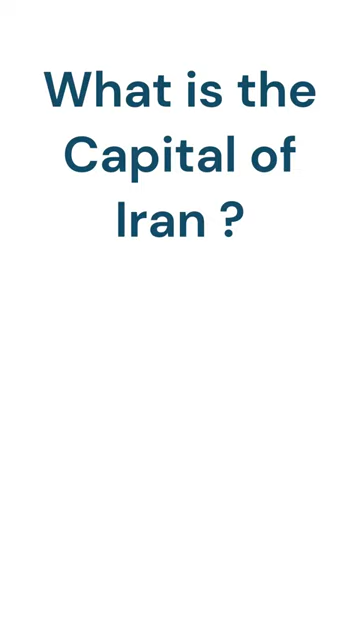 What is the
Capital of
Iran ?